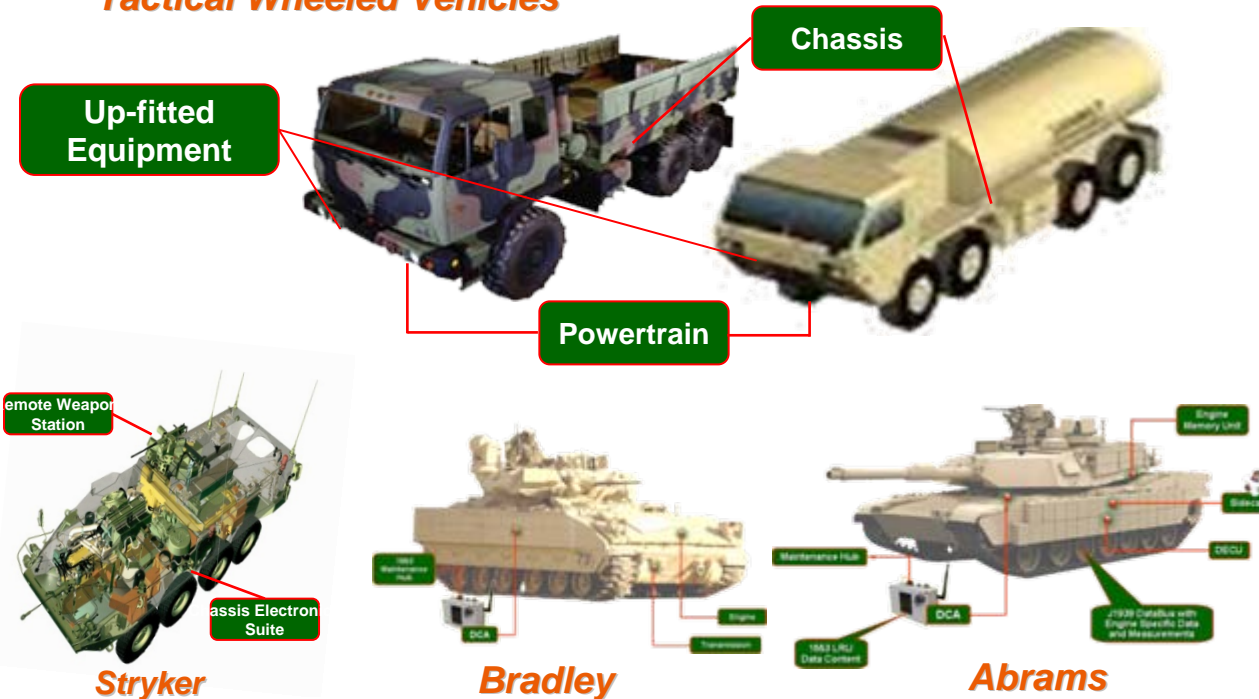 Tactical Wheeled Vehicles
Chassis
Up-fitted
Equipment
Powertrain
emote Weapon
Station
assis Electron
Suite
Stryker
Maintenance
Hub
DCA
Engine
Transmission
Bradley
Engine
Memory Unit
Sidecar
DECU
Maintenance Hub
DCA
J1939 DataBus with
Engine Specific Data
and Measurements
1553 LRU
Data Content
Abrams